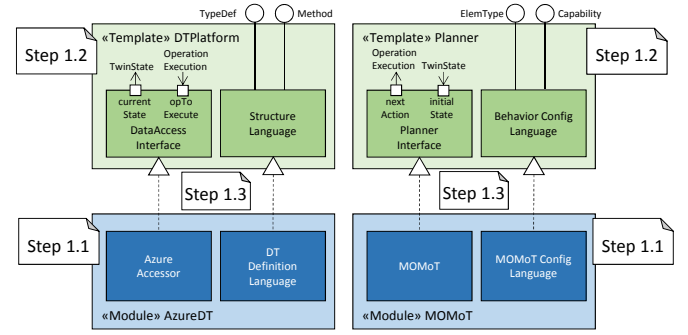 TypeDef
Method
«Template» DTPlatform
Step 1.2
TwinState
Operation
Execution
current
State
opTo
Execute
DataAccess
Interface
Structure
Language
Step 1.3
Step 1.1
Azure
Accessor
DT
Definition
Language
«Module» AzureDT
ElemType
Capability
«Template» Planner
Step 1.2
Operation
Execution
TwinState
next
Action
initial
State
Planner
Interface
Behavior Config
Language
Step 1.3
Step 1.1
MOMoT
MOMoT Config
Language
«Module» MOMoT